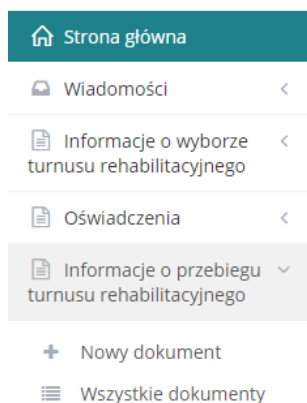 Strona główna
Wiadomości
Informacje o wyborze
turnusu rehabilitacyjnego
Oświadczenia
Informacje o przebiegu
turnusu rehabilitacyjnego
Nowy dokument
Wszystkie dokumenty